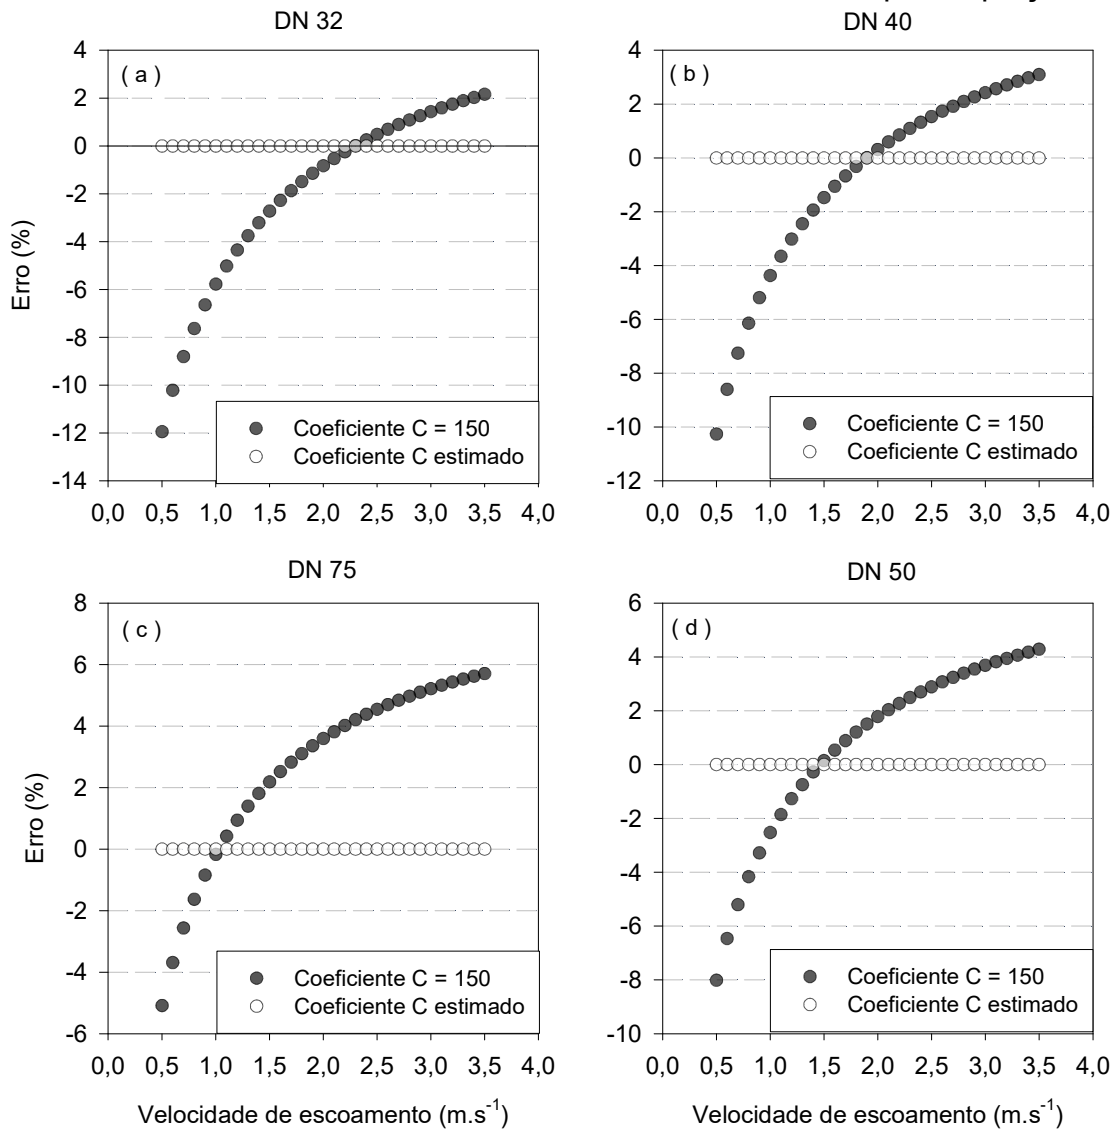 DN 32
DN 40
4
2
0
-2
-4
-6
-8
-10
-12
-14
Erro (%)
( a )
Coeficiente C = 150
Coeficiente C estimado
0,0 0,5 1,0 1,5 2,0 2,5 3,0 3,5 4,0
4
2
0
-2
-4
-6
-8
-10
-12
( b )
Coeficiente C = 150
Coeficiente C estimado
0,0 0,5 1,0 1,5 2,0 2,5 3,0 3,5 4,0
DN 75
DN 50
8
6
4
2
0
-2
-4
-6
Erro (%)
( c )
Coeficiente C = 150
Coeficiente C estimado
0,0 0,5 1,0 1,5 2,0 2,5 3,0 3,5 4,0
Velocidade de escoamento (m.s⁻¹)
6
4
2
0
-2
-4
-6
-8
-10
( d )
Coeficiente C = 150
Coeficiente C estimado
0,0 0,5 1,0 1,5 2,0 2,5 3,0 3,5 4,0
Velocidade de escoamento (m.s⁻¹)